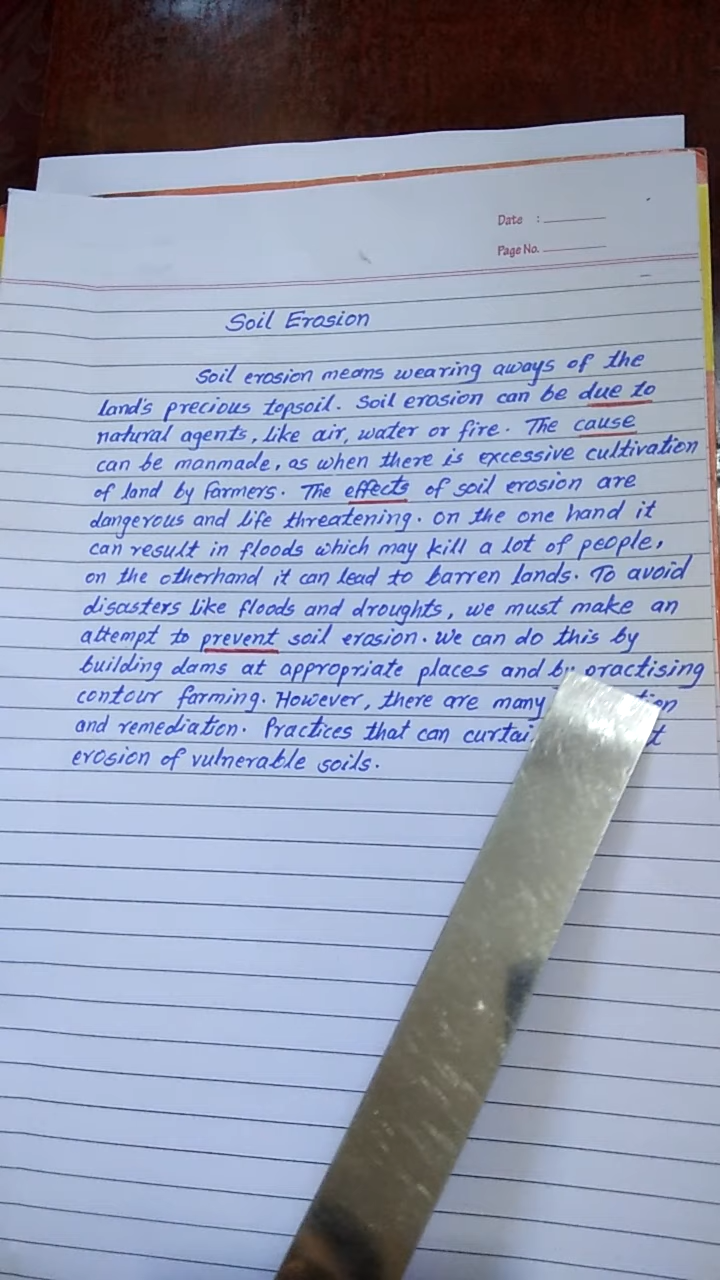 Date :
Page No.
Soil Erosion
Soil erosion means wearing aways of the
land's precious topsoil. Soil erosion can be due to
natural agents, like air, water or fire. The cause
can be manmade, as when there is excessive cultivation
of land by farmers. The effects of soil erosion are
dangerous and life threatening. On the one hand it
can result in floods which may kill a lot of people,
on the otherhand it can lead to barren lands. To avoid
disasters like floods and droughts, we must make an
attempt to prevent soil erosion. We can do this by
building dams at appropriate places and by practising
contour farming. However, there are many
and remediation. Practices that can
erosion of vulnerable soils.